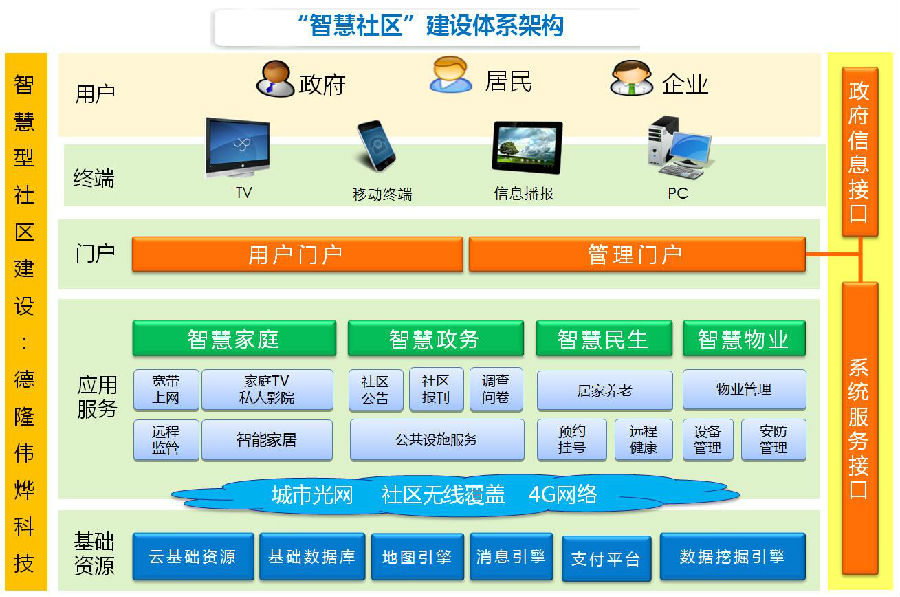 “智慧社区”建设体系架构
智慧型社区建设：德隆伟烨科技
用户
政府
居民
企业
终端
TV
移动终端
信息播报
PC
门户
用户门户
管理门户
政府信息接口
系统服务接口
应用
服务
智慧家庭
智慧政务
智慧民生
智慧物业
宽带
上网
家庭TV
私人影院
社区
公告
社区
报刊
调查
问卷
居家养老
物业管理
远程
监管
智能家居
公共设施服务
预约
挂号
远程
健康
设备
管理
安防
管理
城市光网 社区无线覆盖 4G网络
基础
资源
云基础资源
基础数据库
地图引擎
消息引擎
支付平台
数据挖掘引擎